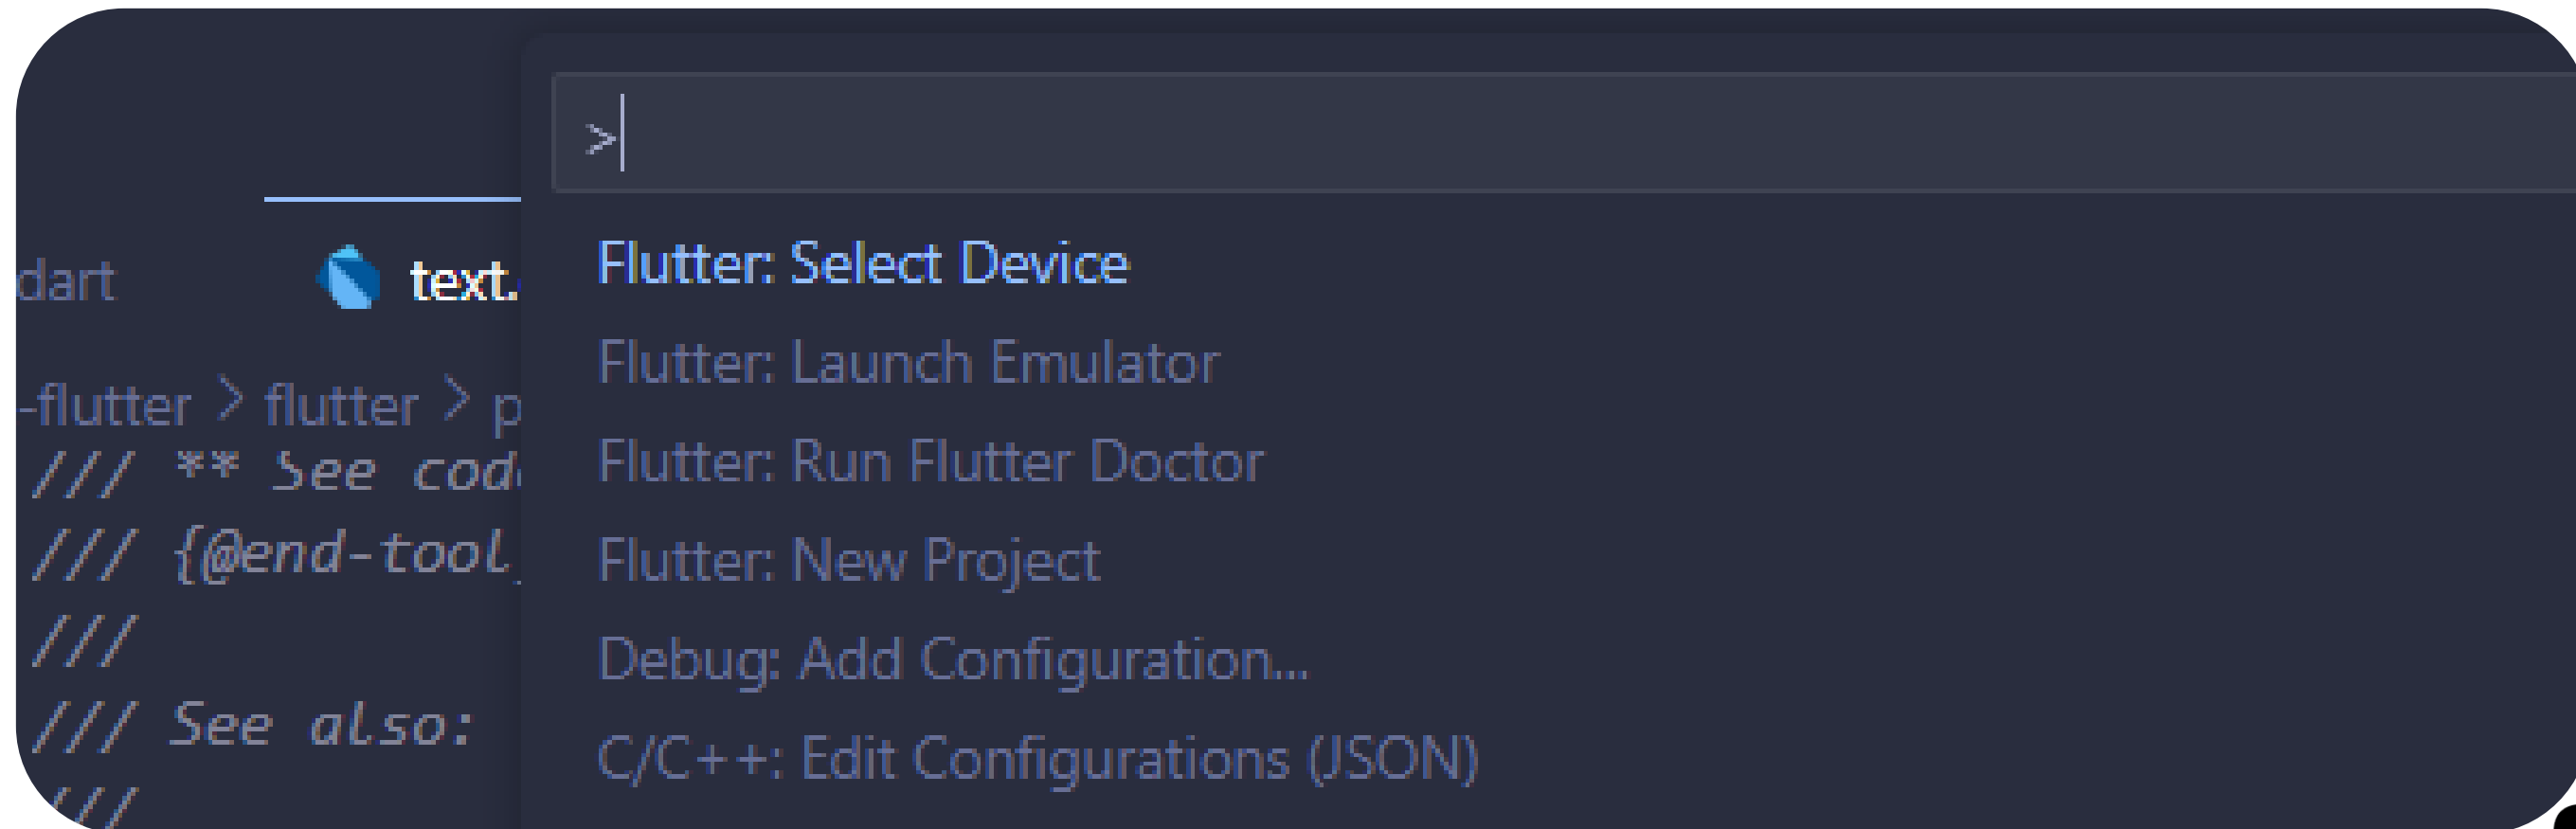 >
Flutter: Select Device
Flutter: Launch Emulator
Flutter: Run Flutter Doctor
Flutter: New Project
Debug: Add Configuration...
C/C++: Edit Configurations (JSON)
dart
text.
-flutter > flutter > p
/// ** See code
/// {@end-tool
///
/// See also:
///